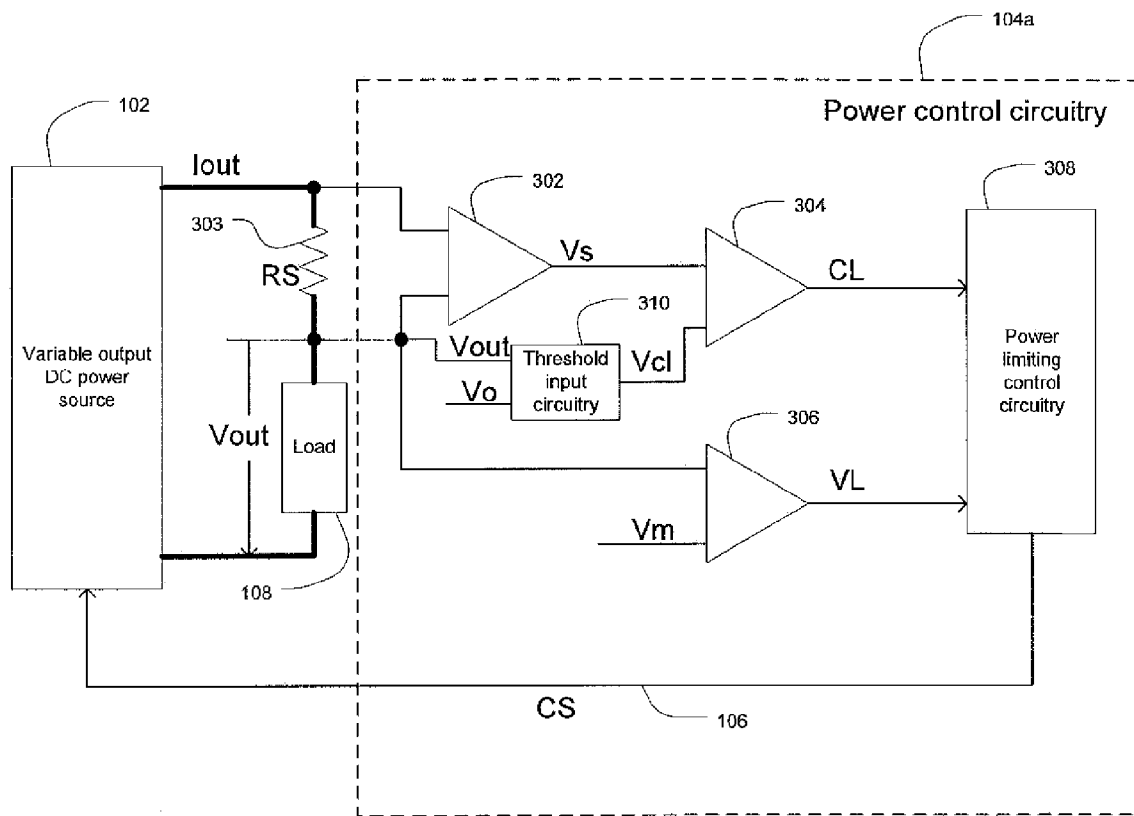 104a
Power control circuitry
102
Iout
302
308
304
303
RS
Vs
CL
310
Vout
Threshold
input
circuitry
Vcl
Vo
Variable output
DC power
source
Power
limiting
control
circuitry
Vout
Load
306
VL
Vm
108
CS
106